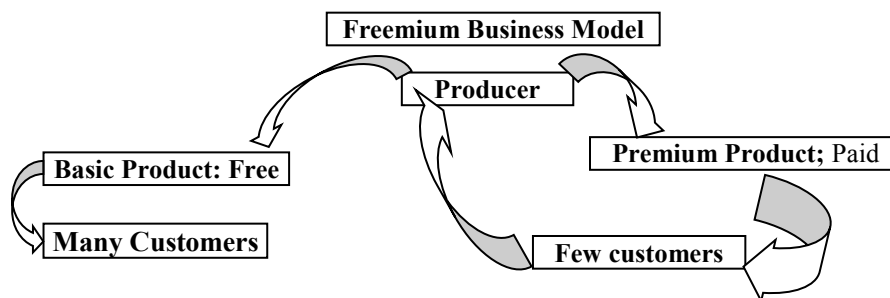 Freemium Business Model
Producer
Premium Product; Paid
Basic Product: Free
Many Customers
Few customers